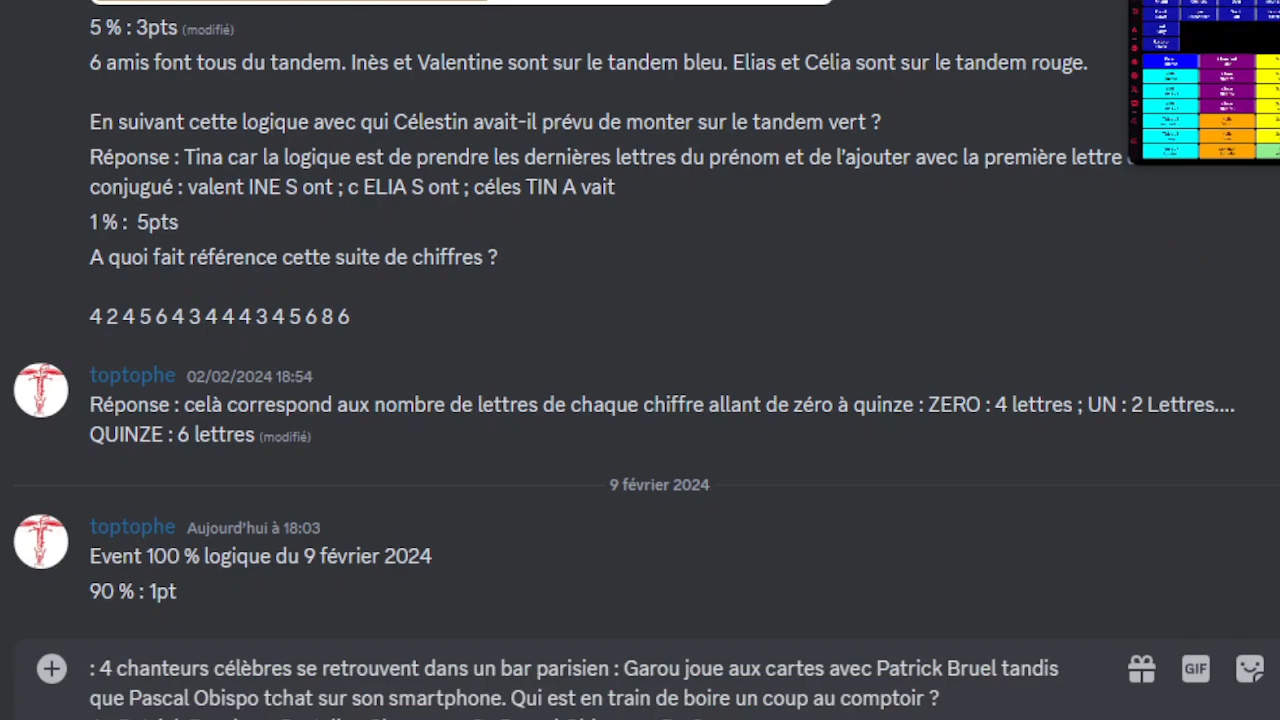 5 % : 3pts (modifié)
6 amis font tous du tandem. Inès et Valentine sont sur le tandem bleu. Elias et Célia sont sur le tandem rouge.
En suivant cette logique avec qui Célestin avait-il prévu de monter sur le tandem vert ?
Réponse : Tina car la logique est de prendre les dernières lettres du prénom et de l'ajouter avec la première lettre
conjugué : valent INE S ont ; c ELIA S ont ; céles TIN A vait
1 % : 5pts
A quoi fait référence cette suite de chiffres ?
4 2 4 5 6 4 3 4 4 4 3 4 5 6 8 6
toptophe 02/02/2024 18:54
Réponse : celà correspond aux nombre de lettres de chaque chiffre allant de zéro à quinze : ZERO : 4 lettres ; UN : 2 Lettres....
QUINZE : 6 lettres (modifié)
9 février 2024
toptophe Aujourd'hui à 18:03
Event 100 % logique du 9 février 2024
90 % : 1pt
: 4 chanteurs célèbres se retrouvent dans un bar parisien : Garou joue aux cartes avec Patrick Bruel tandis
que Pascal Obispo tchat sur son smartphone. Qui est en train de boire un coup au comptoir ?
GIF